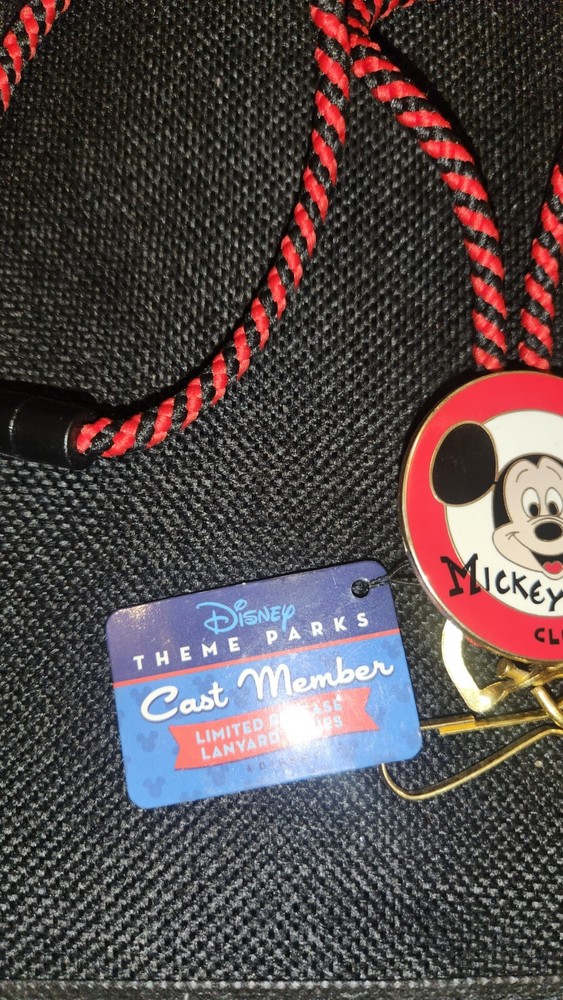 Disney
THEME PARKS
Cast Member
LIMITED
LANYARD
MICKEY